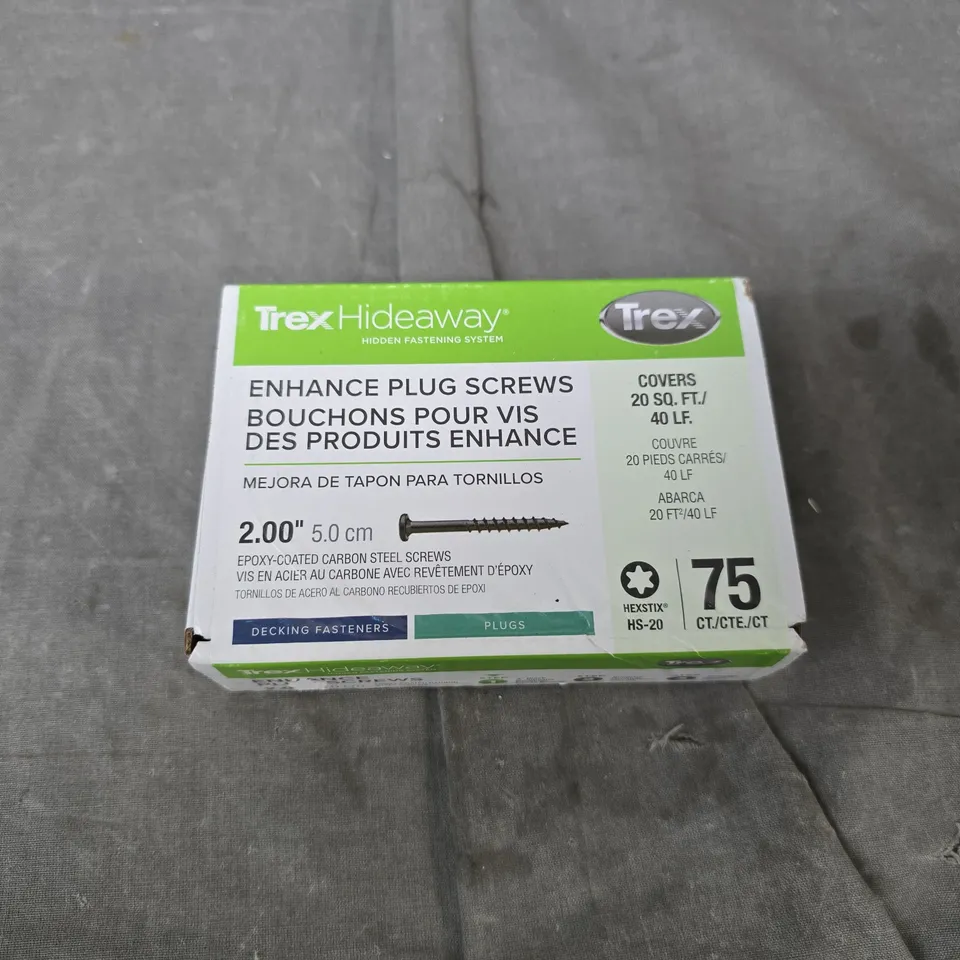 Trex Hideaway®
HIDDEN FASTENING SYSTEM
Trex
ENHANCE PLUG SCREWS
BOUCHONS POUR VIS
DES PRODUITS ENHANCE
MEJORA DE TAPON PARA TORNILLOS
2.00" 5.0 cm
EPOXY-COATED CARBON STEEL SCREWS
VIS EN ACIER AU CARBONE AVEC REVÊTEMENT D'ÉPOXY
TORNILLOS DE ACERO AL CARBONO RECUBIERTOS DE EPOXI
DECKING FASTENERS
PLUGS
COVERS
20 SQ. FT./
40 LF.
COUVRE
20 PIEDS CARRÉS/
40 LF
ABARCA
20 FT²/40 LF
HEXSTIX®
HS-20
75
CT./CTE./CT
Trex Hideaway
Trex
SCREWS